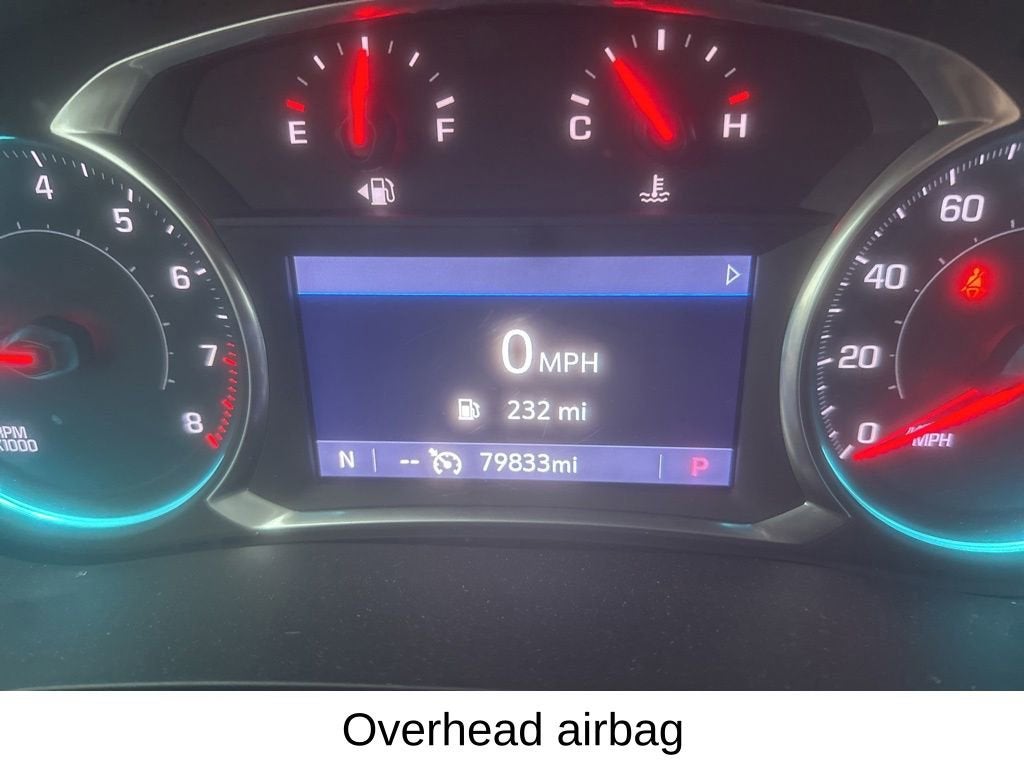 E F
C H
4
5
6
7
8
RPM
X1000
60
40
20
0
MPH
0 MPH
232 mi
N -- 79833mi P
Overhead airbag